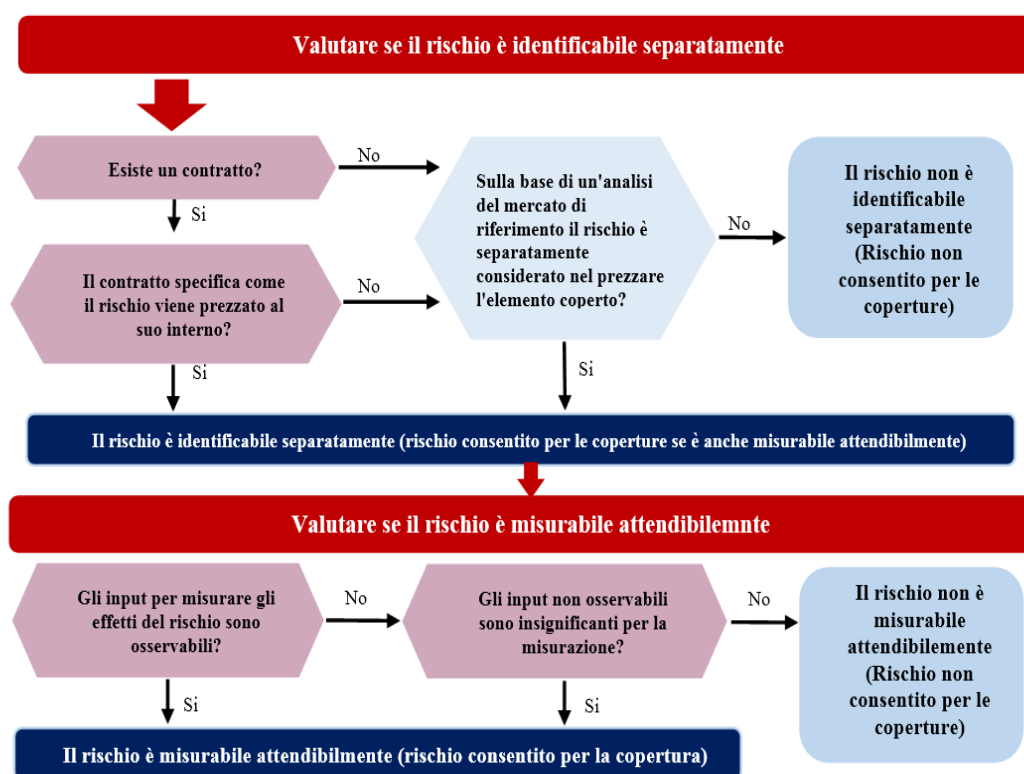 Valutare se il rischio è identificabile separatamente
Esiste un contratto?
No
Si
Sulla base di un'analisi
del mercato di
riferimento il rischio è
separatamente
considerato nel prezzare
l'elemento coperto?
No
Il rischio non è
identificabile
separatamente
(Rischio non
consentito per le
coperture)
Il contratto specifica come
il rischio viene prezzato al
suo interno?
No
Si
Si
Il rischio è identificabile separatamente (rischio consentito per le coperture se è anche misurabile attendibilmente)
Valutare se il rischio è misurabile attendibilemnte
Gli input per misurare gli
effetti del rischio sono
osservabili?
No
Gli input non osservabili
sono insignificanti per la
misurazione?
No
Il rischio non è
misurabile
attendibilemente
(Rischio non
consentito per le
coperture)
Si
Si
Il rischio è misurabile attendibilmente (rischio consentito per la copertura)